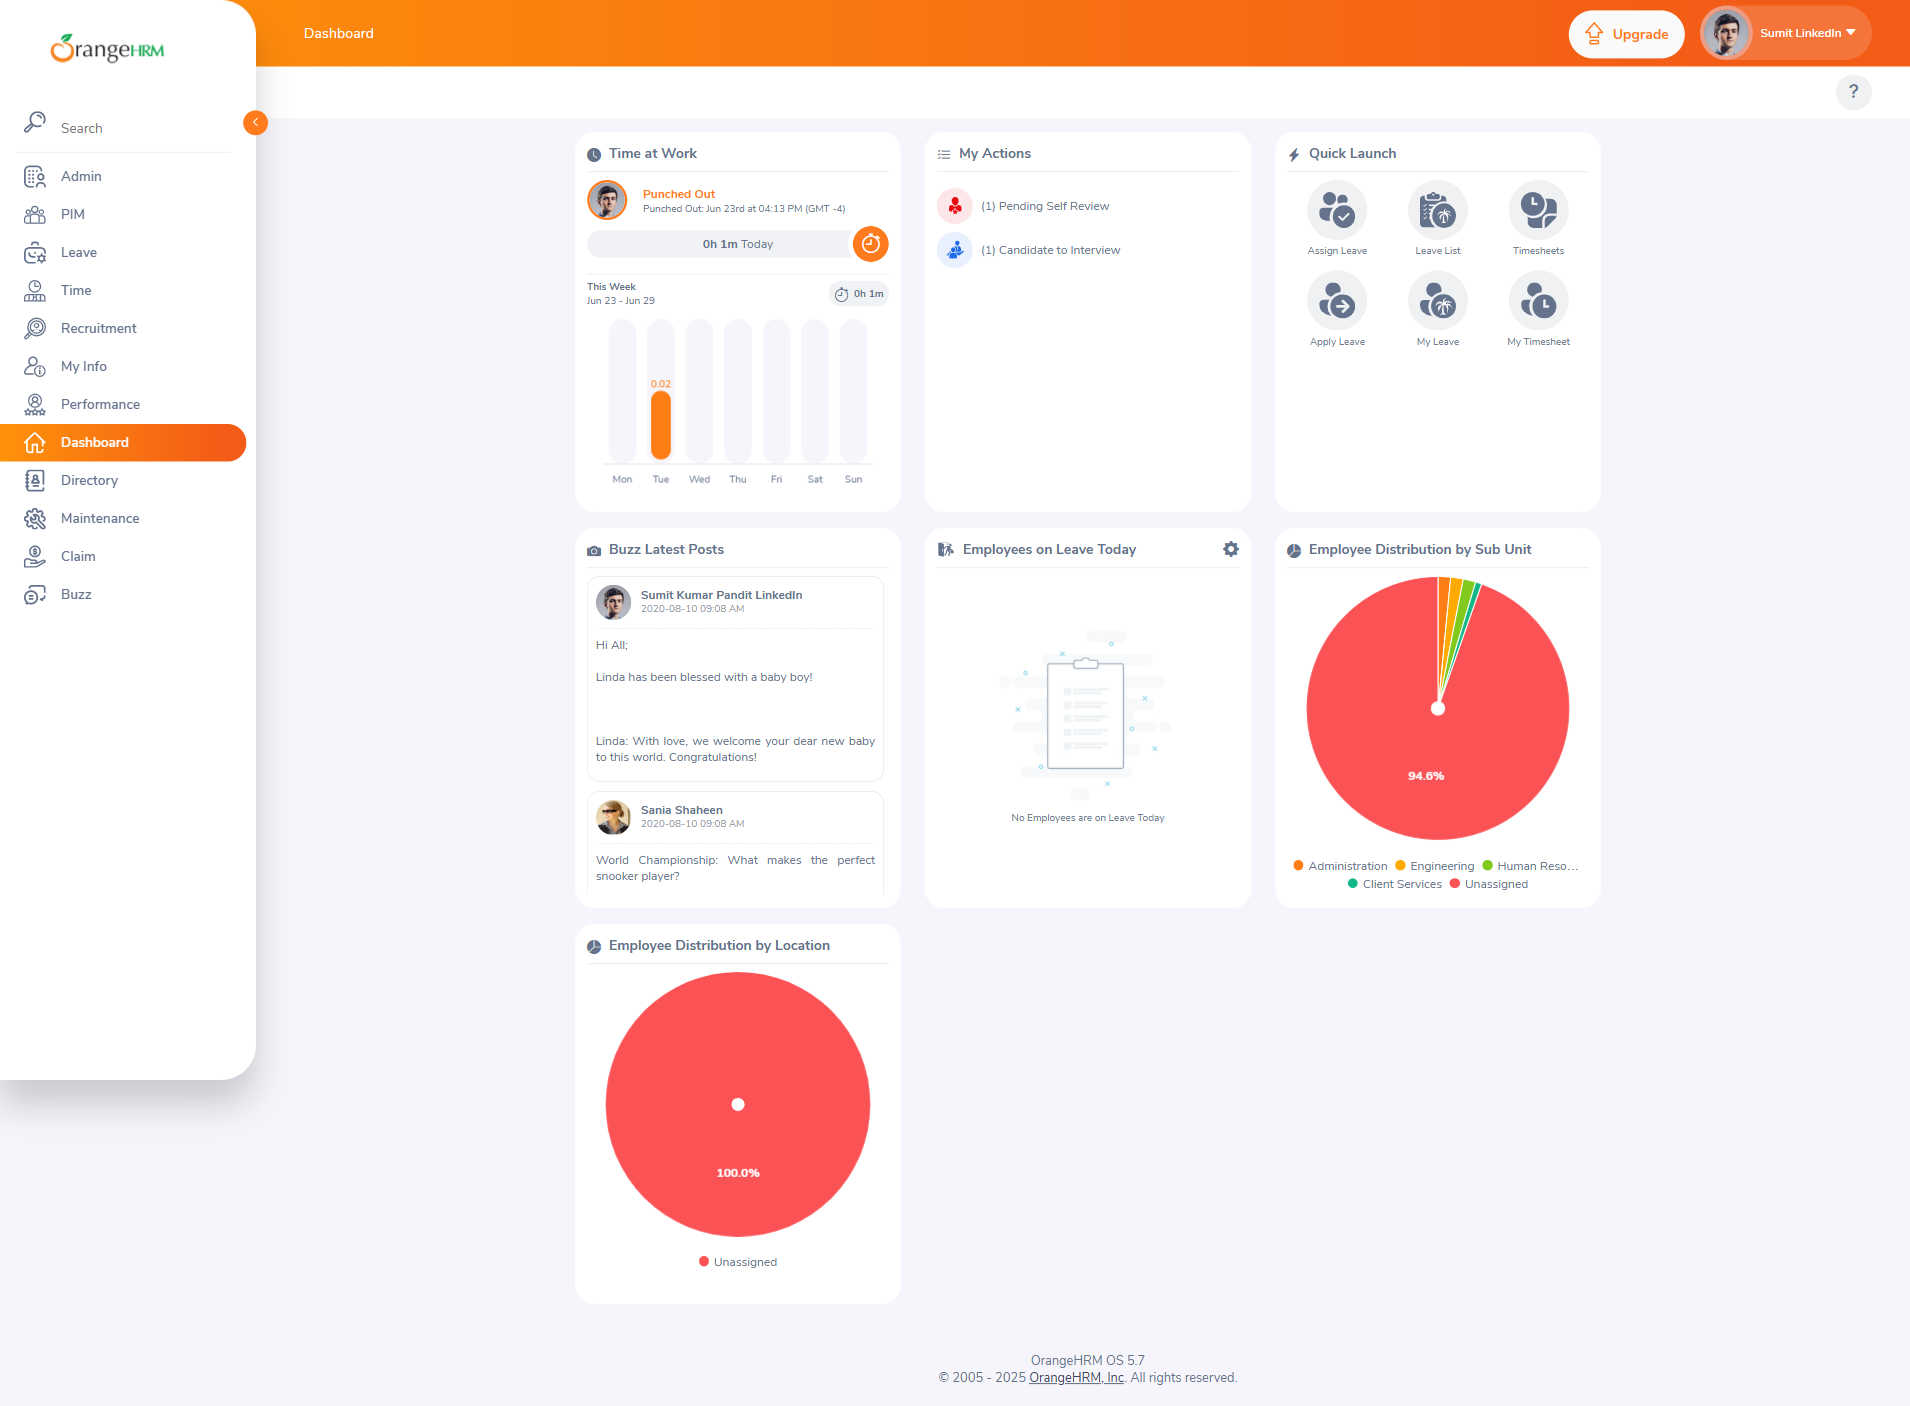 OrangeHRM
Search
Admin
PIM
Leave
Time
Recruitment
My Info
Performance
Dashboard
Directory
Maintenance
Claim
Buzz
Dashboard
Upgrade
Sumit LinkedIn
?
Time at Work
Punched Out
Punched Out: Jun 23rd at 04:13 PM (GMT -4)
0h 1m Today
This Week
Jun 23 - Jun 29
0h 1m
0.02
Mon Tue Wed Thu Fri Sat Sun
My Actions
(1) Pending Self Review
(1) Candidate to Interview
Quick Launch
Assign Leave
Leave List
Timesheets
Apply Leave
My Leave
My Timesheet
Buzz Latest Posts
Sumit Kumar Pandit LinkedIn
2020-08-10 09:08 AM
Hi All;
Linda has been blessed with a baby boy!
Linda: With love, we welcome your dear new baby
to this world. Congratulations!
Sania Shaheen
2020-08-10 09:08 AM
World Championship: What makes the perfect
snooker player?
Employees on Leave Today
No Employees are on Leave Today
Employee Distribution by Sub Unit
94.6%
Administration Engineering Human Reso...
Client Services Unassigned
Employee Distribution by Location
100.0%
Unassigned
OrangeHRM OS 5.7
© 2005 - 2025 OrangeHRM, Inc. All rights reserved.